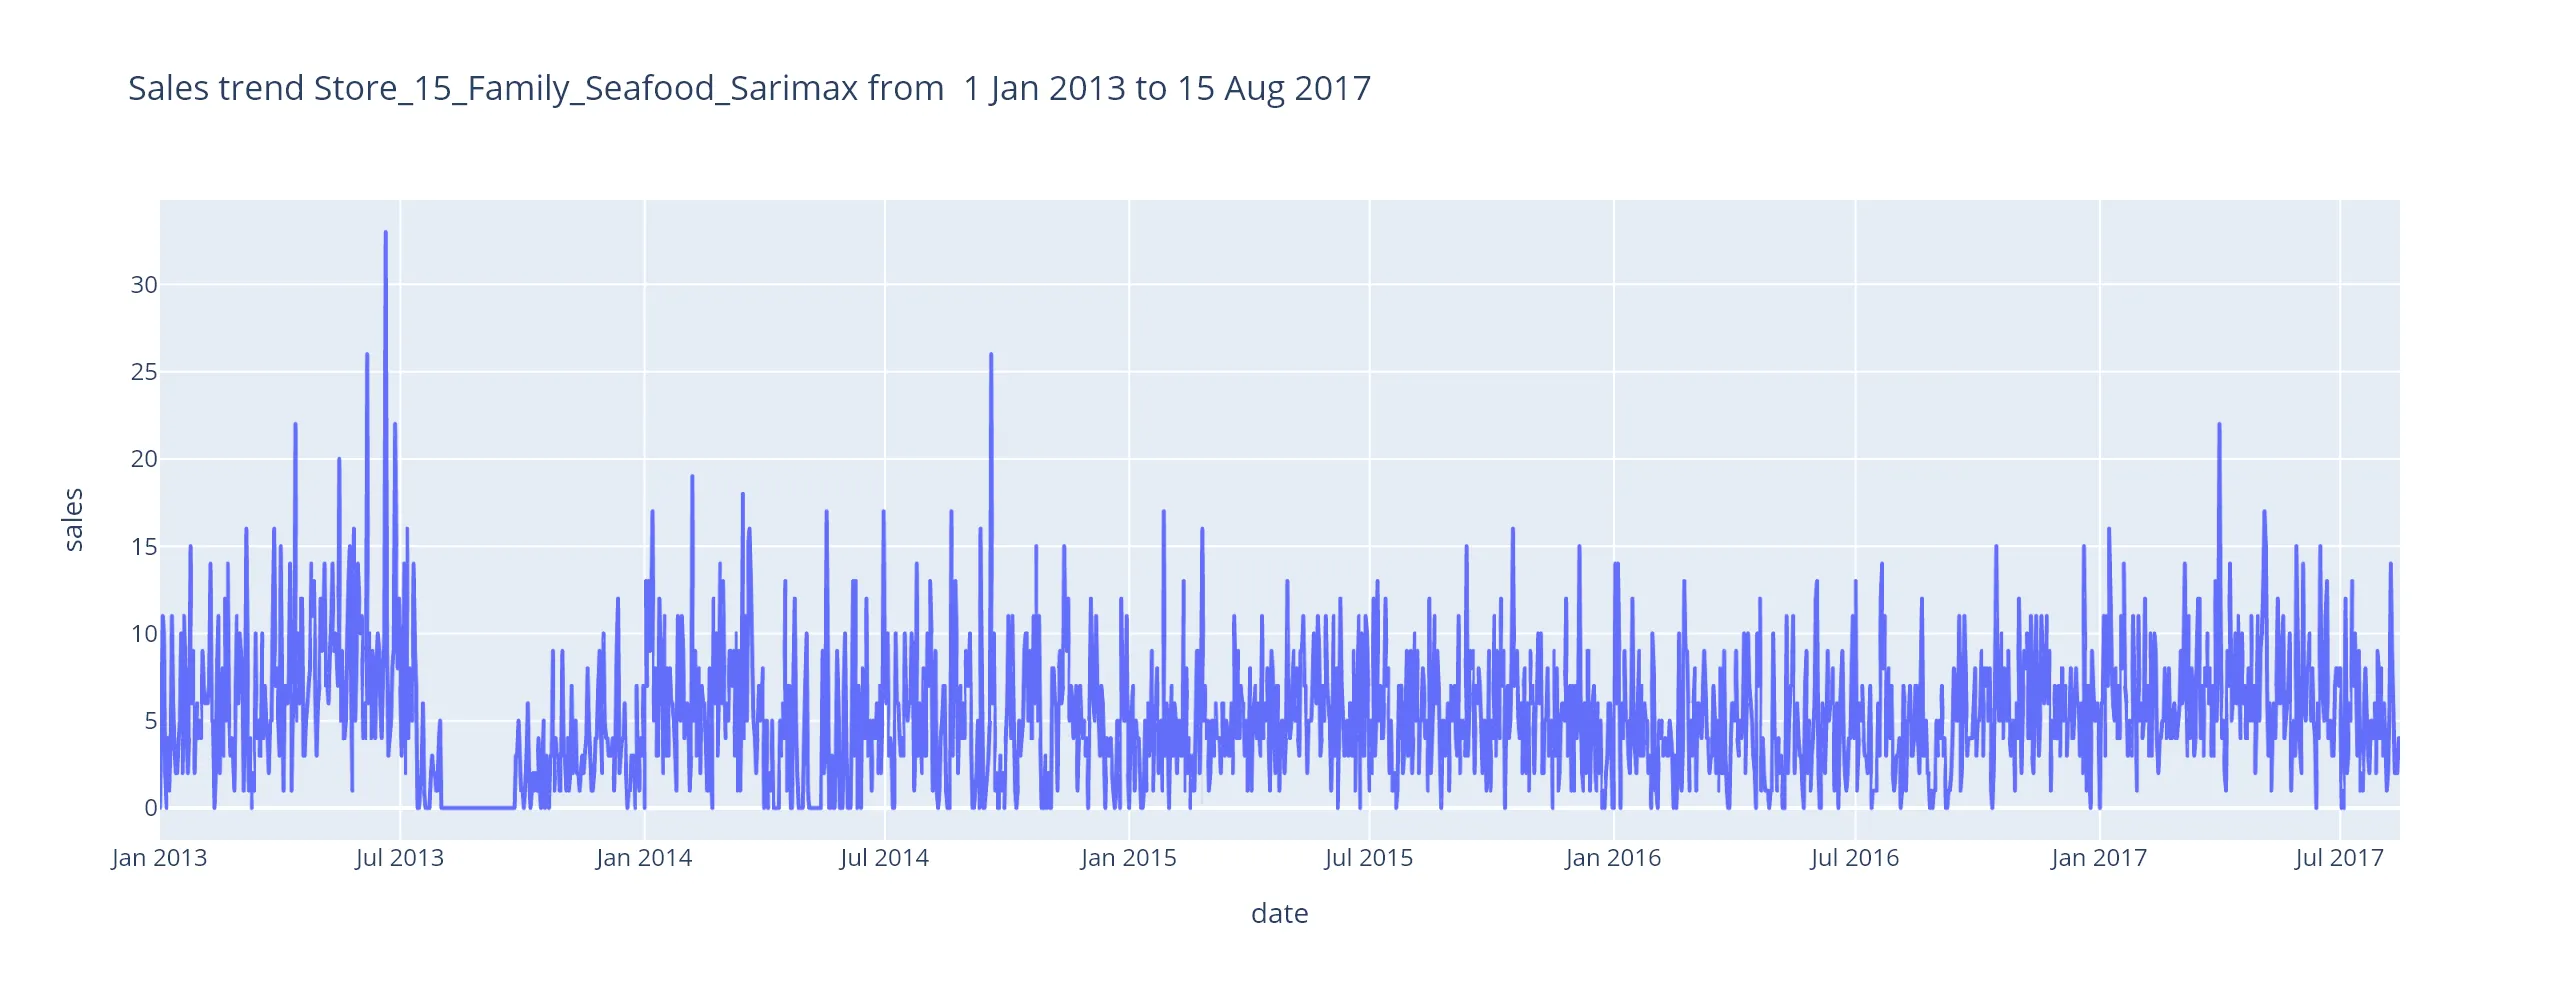 Sales trend Store_15_Family_Seafood_Sarimax from  1 Jan 2013 to 15 Aug 2017
30
25
20
15
10
5
0
sales
Jan 2013 Jul 2013 Jan 2014 Jul 2014 Jan 2015 Jul 2015 Jan 2016 Jul 2016 Jan 2017 Jul 2017
date